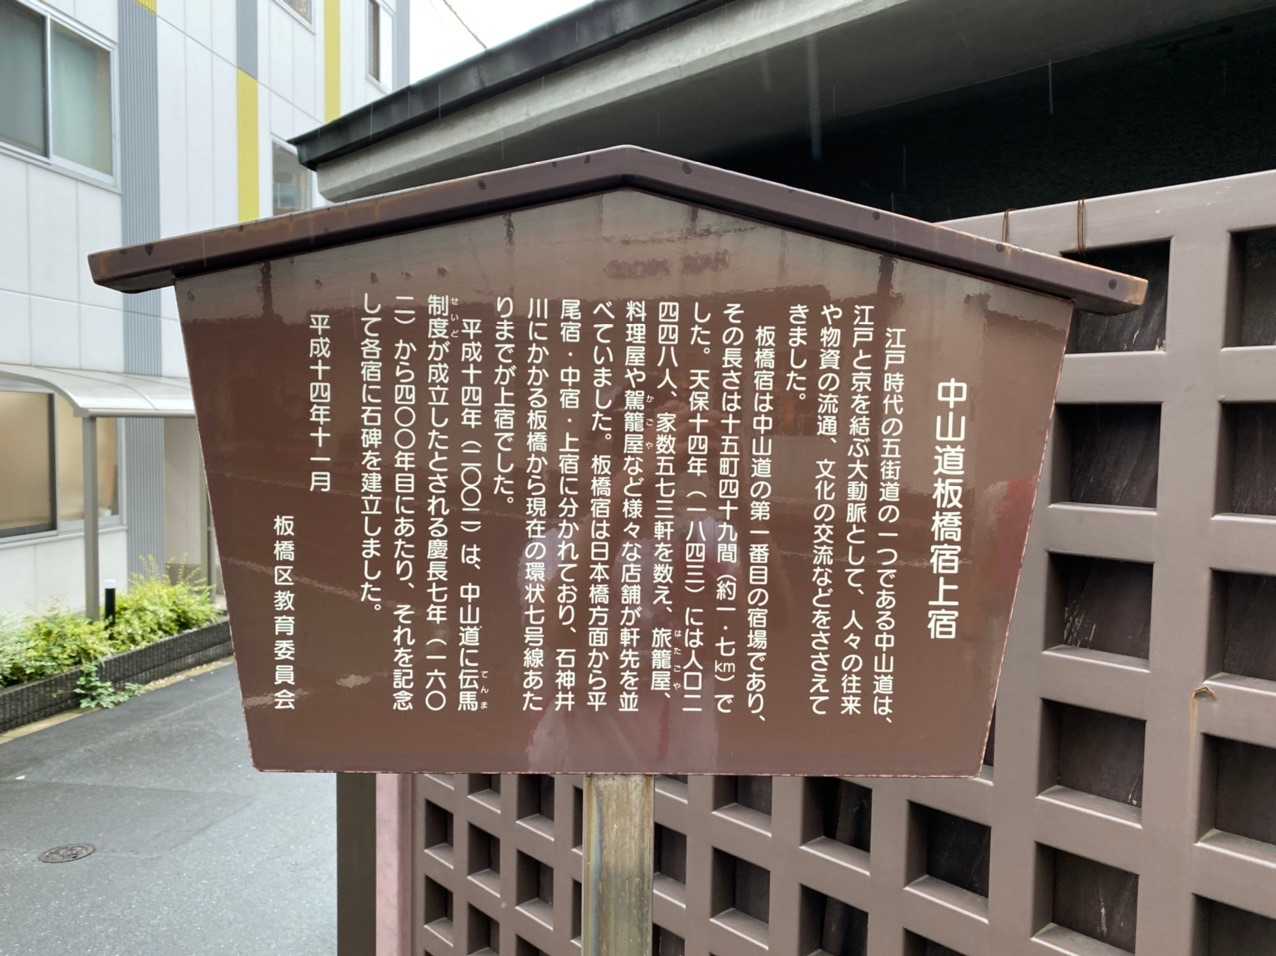 中山道板橋宿上宿
江戸時代の五街道の一つである中山道は、
江戸と京を結ぶ大動脈として、人々の往来
や物資の流通、文化の交流などをささえて
きました。
板橋宿は中山道の第一番目の宿場であり、
その長さは十五町四十九間（約一・七km）で
した。天保十四年（一八四三）には人口二
四四八人、家数五七三軒を数え、旅籠屋、
はたごや
料理屋や駕籠屋など様々な店舗が軒先を並
かごや
べていました。板橋宿は日本橋方面から平
尾宿・中宿・上宿に分かれており、石神井
川にかかる板橋から現在の環状七号線あた
りまでが上宿でした。
平成十四年（二〇〇二）は、中山道に伝馬
てんま
制度が成立したとされる慶長七年（一六〇
せいど
二）から四〇〇年目にあたり、それを記念
して各宿に石碑を建立しました。
平成十四年十一月
板橋区教育委員会